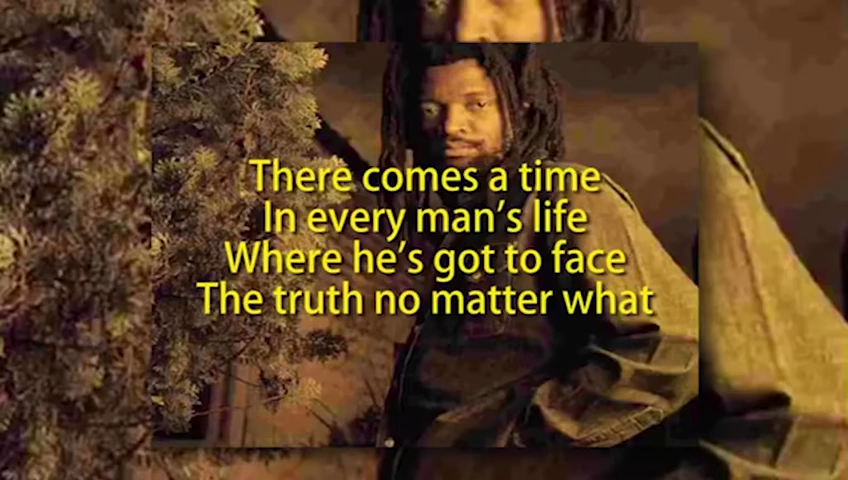 There comes a time
In every man's life
Where he's got to face
The truth no matter what